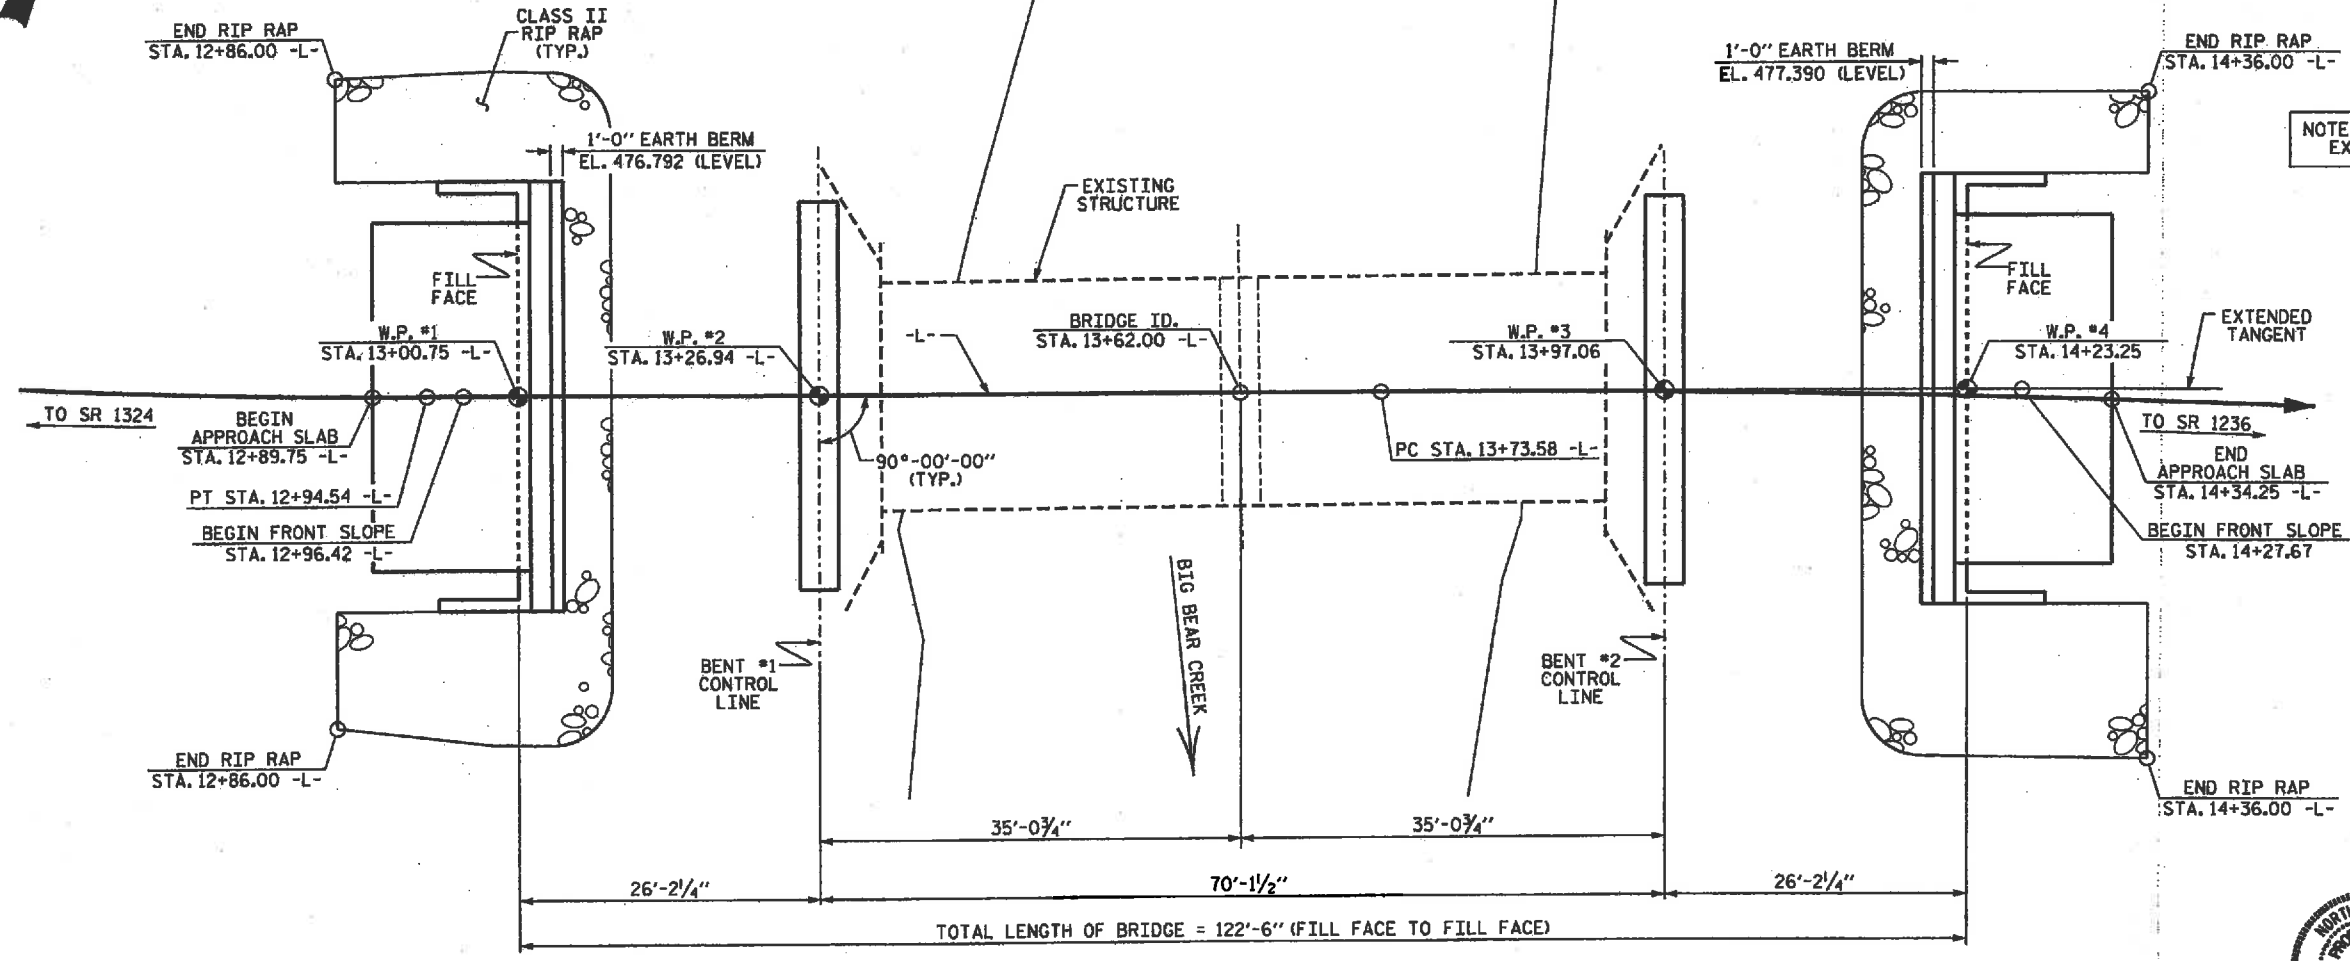 END RIP RAP
STA. 12+86.00 -L-
CLASS II
RIP RAP
(TYP.)
1'-0" EARTH BERM
EL. 476.792 (LEVEL)
1'-0" EARTH BERM
EL. 477.390 (LEVEL)
END RIP RAP
STA. 14+36.00 -L-
NOTE
EX
EXISTING
STRUCTURE
FILL
FACE
FILL
FACE
W.P. #1
STA. 13+00.75 -L-
W.P. #2
STA. 13+26.94 -L-
-L-
BRIDGE ID.
STA. 13+62.00 -L-
W.P. #3
STA. 13+97.06
W.P. #4
STA. 14+23.25
EXTENDED
TANGENT
TO SR 1324
BEGIN
APPROACH SLAB
STA. 12+89.75 -L-
PT STA. 12+94.54 -L-
BEGIN FRONT SLOPE
STA. 12+96.42 -L-
90°-00'-00"
(TYP.)
PC STA. 13+73.58 -L-
TO SR 1236
END
APPROACH SLAB
STA. 14+34.25 -L-
BEGIN FRONT SLOPE
STA. 14+27.67
BIG BEAR CREEK
BENT #1
CONTROL
LINE
BENT #2
CONTROL
LINE
END RIP RAP
STA. 12+86.00 -L-
END RIP RAP
STA. 14+36.00 -L-
35'-0¾"
35'-0¾"
26'-2¼"
70'-1½"
26'-2¼"
TOTAL LENGTH OF BRIDGE = 122'-6" (FILL FACE TO FILL FACE)
NORTH